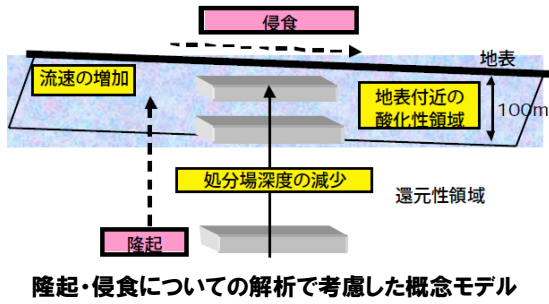 侵食
地表
流速の増加
地表付近の
酸化性領域
100m
処分場深度の減少
還元性領域
隆起
隆起・侵食についての解析で考慮した概念モデル